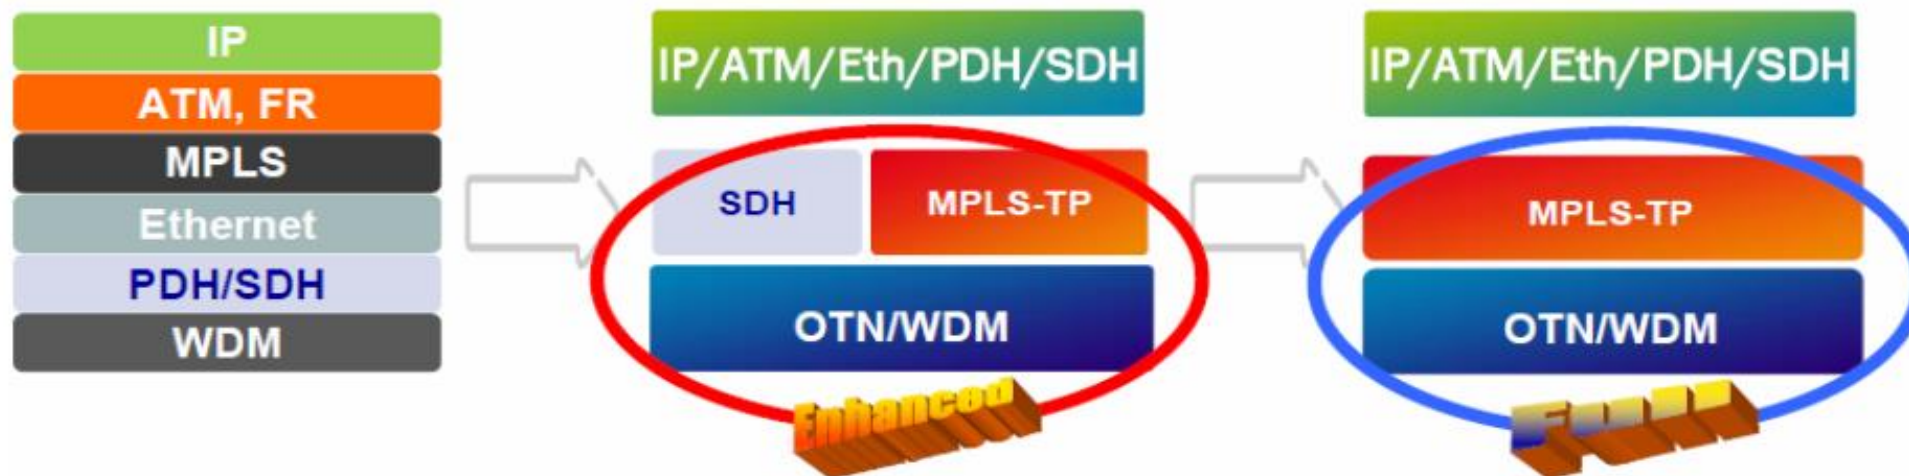 IP
ATM, FR
MPLS
Ethernet
PDH/SDH
WDM
IP/ATM/Eth/PDH/SDH
SDH
MPLS-TP
OTN/WDM
Enhanced
IP/ATM/Eth/PDH/SDH
MPLS-TP
OTN/WDM
Full